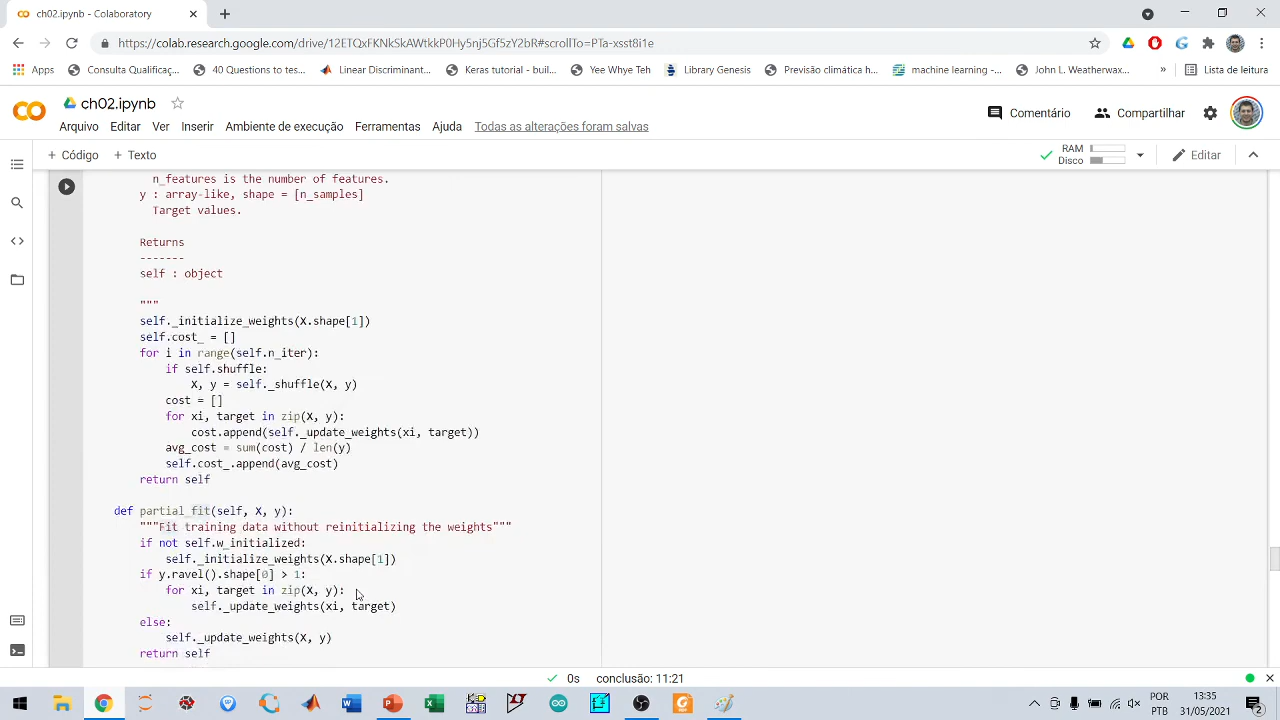 ch02.ipynb - Colaboratory
https://colab.research.google.com/drive/12ETQxFKNkSkAWtkkP0Hy5ri5Gf5zY2bR#scrollTo=PTa-xsst8i1e
Apps
Consulta Qualificaç...
40 Questions to tes...
Linear Discriminant...
Keras tutorial - buil...
Yee Whye Teh
Library Genesis
Previsão climática h...
machine learning -...
John L. Weatherwax...
»
Lista de leitura
ch02.ipynb
Comentário
Compartilhar
Arquivo
Editar
Ver
Inserir
Ambiente de execução
Ferramentas
Ajuda
Todas as alterações foram salvas
+ Código
+ Texto
RAM
Disco
Editar
n_features is the number of features.
y : array-like, shape = [n_samples]
Target values.
Returns
-------
self : object
"""
self._initialize_weights(X.shape[1])
self.cost_ = []
for i in range(self.n_iter):
if self.shuffle:
X, y = self._shuffle(X, y)
cost = []
for xi, target in zip(X, y):
cost.append(self._update_weights(xi, target))
avg_cost = sum(cost) / len(y)
self.cost_.append(avg_cost)
return self
def partial_fit(self, X, y):
"""Fit training data without reinitializing the weights"""
if not self.w_initialized:
self._initialize_weights(X.shape[1])
if y.ravel().shape[0] > 1:
for xi, target in zip(X, y):
self._update_weights(xi, target)
else:
self._update_weights(X, y)
return self
0s
conclusão: 11:21
POR
PTB
13:35
31/05/2021
2